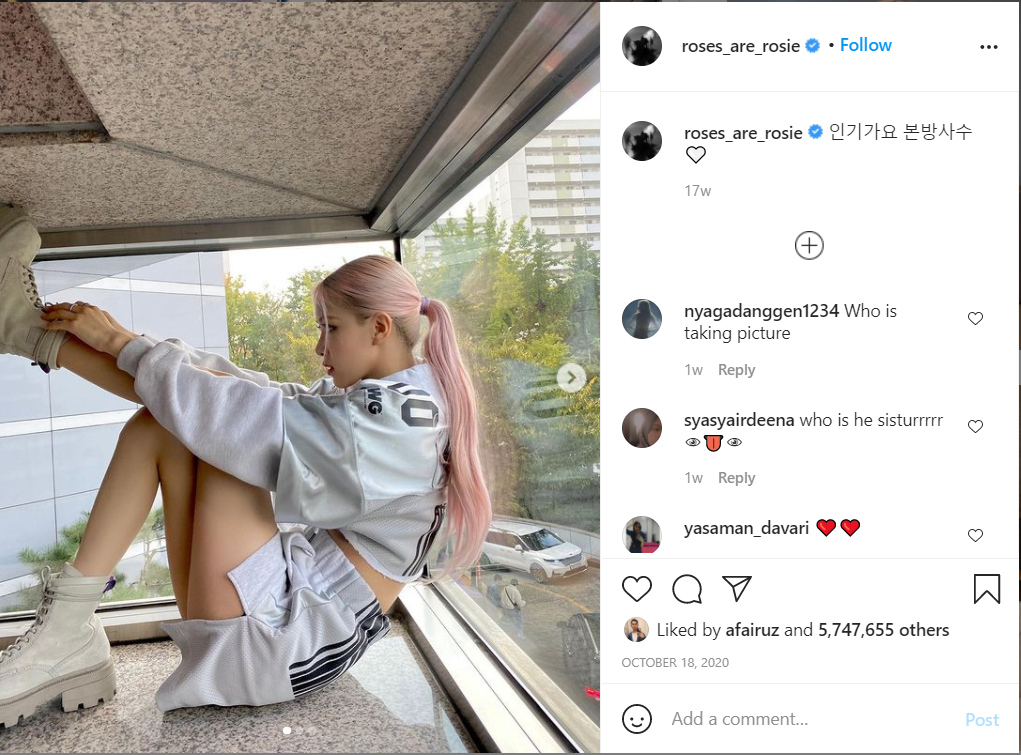 roses_are_rosie • Follow
roses_are_rosie 인기가요 본방사수
17w
nyagadanggen1234 Who is
taking picture
1w Reply
syasyairdeena who is he sisturrrrr
1w Reply
yasaman_davari
Liked by afairuz and 5,747,655 others
OCTOBER 18, 2020
Add a comment... Post
WG